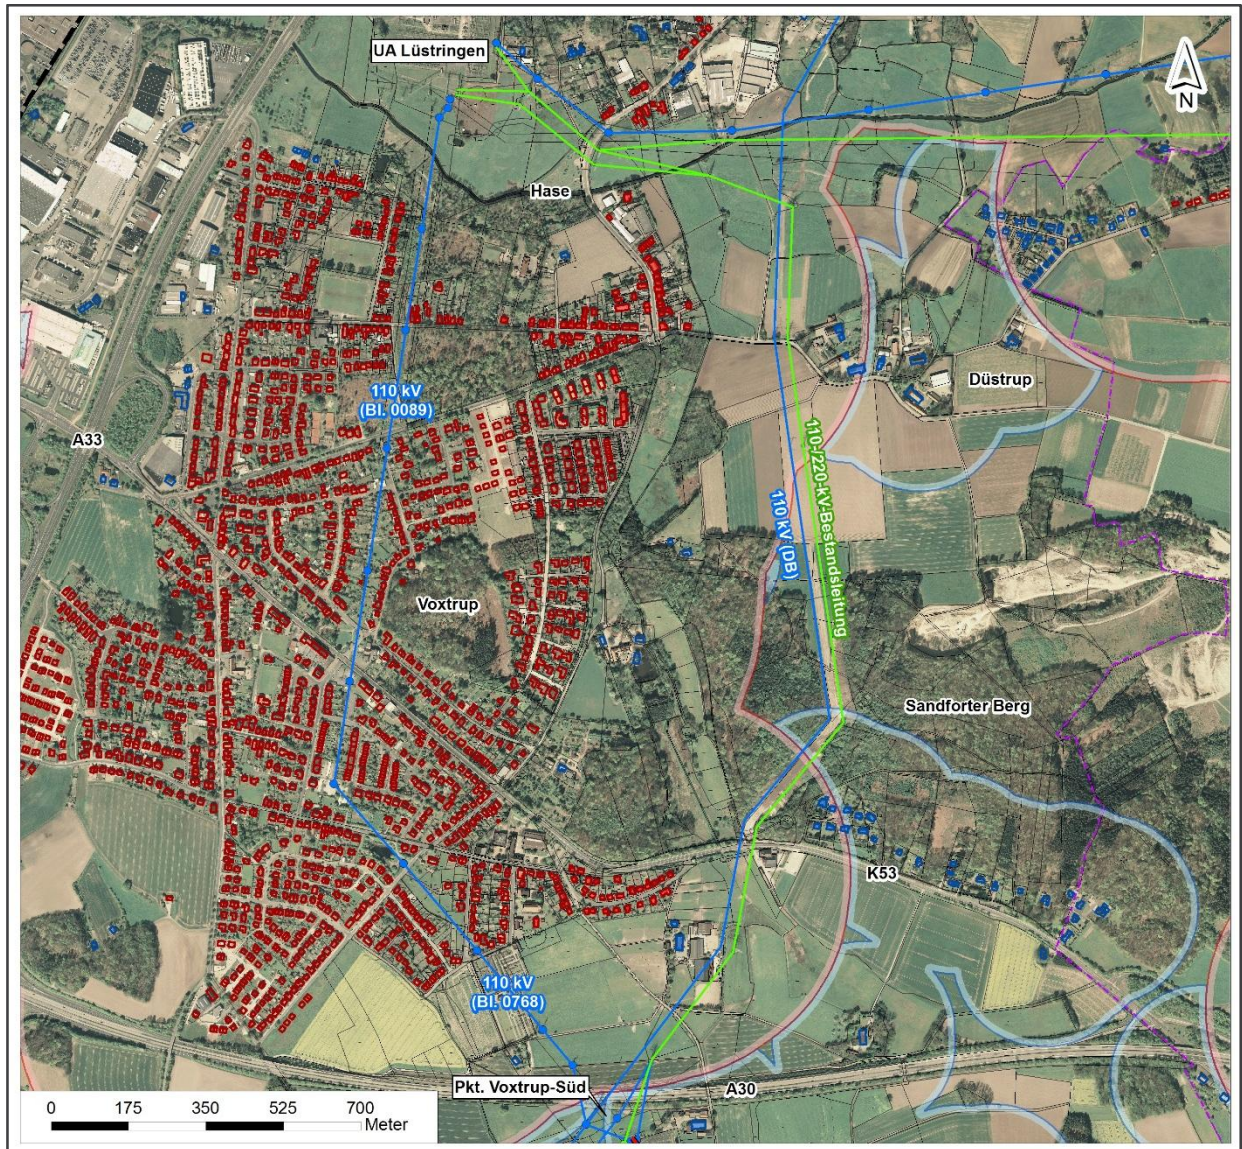 UA Lüstringen
N
Hase
Düstrup
110 kV
(Bl. 0089)
A33
110-/220-kV-Bestandsleitung
110 kV (DB)
Voxtrup
Sandforter Berg
K53
110 kV
(Bl. 0768)
Pkt. Voxtrup-Süd
A30
0 175 350 525 700
Meter